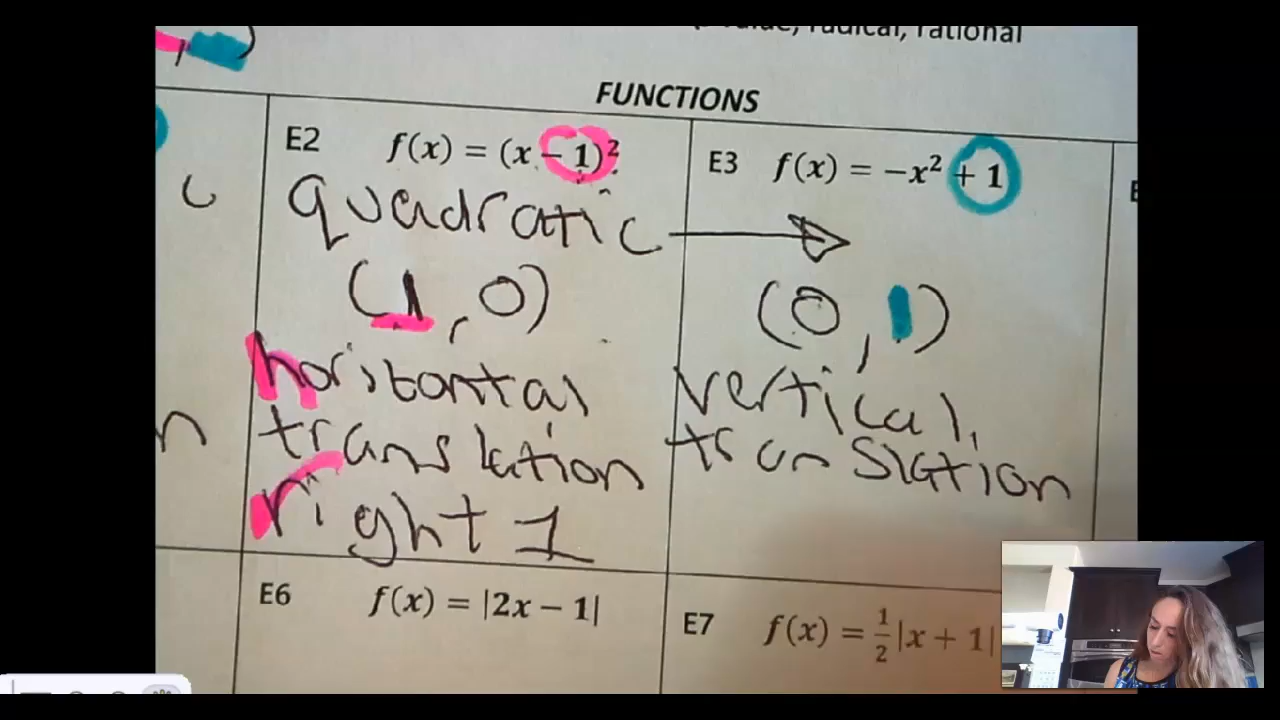 radical, rational
FUNCTIONS
E2 f(x) = (x − 1)²
quadratic
(1, 0)
horizontal
translation
right 1
E3 f(x) = −x² + 1
(0, 1)
vertical
translation
c
n
E6 f(x) = |2x − 1|
E7 f(x) = ½|x + 1|